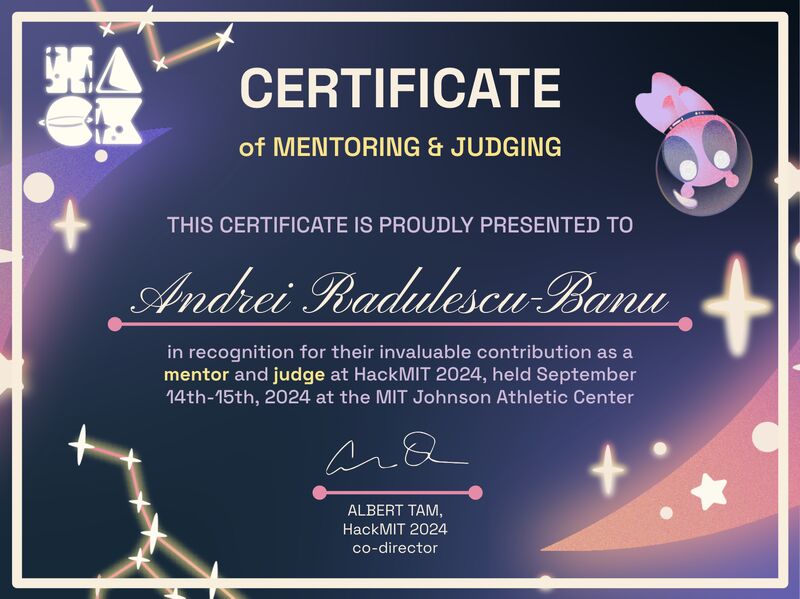 HACK
CERTIFICATE
of MENTORING & JUDGING
THIS CERTIFICATE IS PROUDLY PRESENTED TO
Andrei Radulescu-Banu
in recognition for their invaluable contribution as a
mentor and judge at HackMIT 2024, held September
14th-15th, 2024 at the MIT Johnson Athletic Center
ALBERT TAM,
HackMIT 2024
co-director